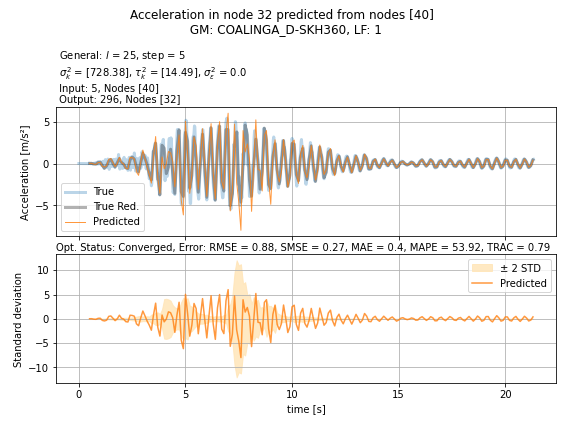 Acceleration in node 32 predicted from nodes [40]
GM: COALINGA_D-SKH360, LF: 1
General: l = 25, step = 5
σ²ₖ = [728.38], τ²ₖ = [14.49], σ²ε = 0.0
Input: 5, Nodes [40]
Output: 296, Nodes [32]
Acceleration [m/s²]
5
0
−5
True
True Red.
Predicted
Opt. Status: Converged, Error: RMSE = 0.88, SMSE = 0.27, MAE = 0.4, MAPE = 53.92, TRAC = 0.79
Standard deviation
10
5
0
−5
−10
± 2 STD
Predicted
0 5 10 15 20
time [s]